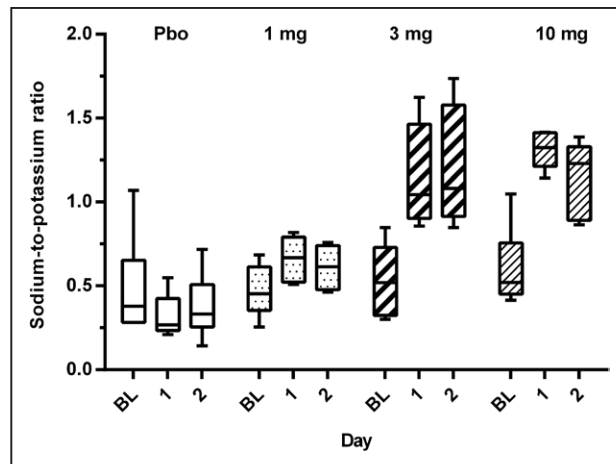 Pbo 1 mg 3 mg 10 mg
Sodium-to-potassium ratio
2.0
1.5
1.0
0.5
0.0
BL 1 2 BL 1 2 BL 1 2 BL 1 2
Day